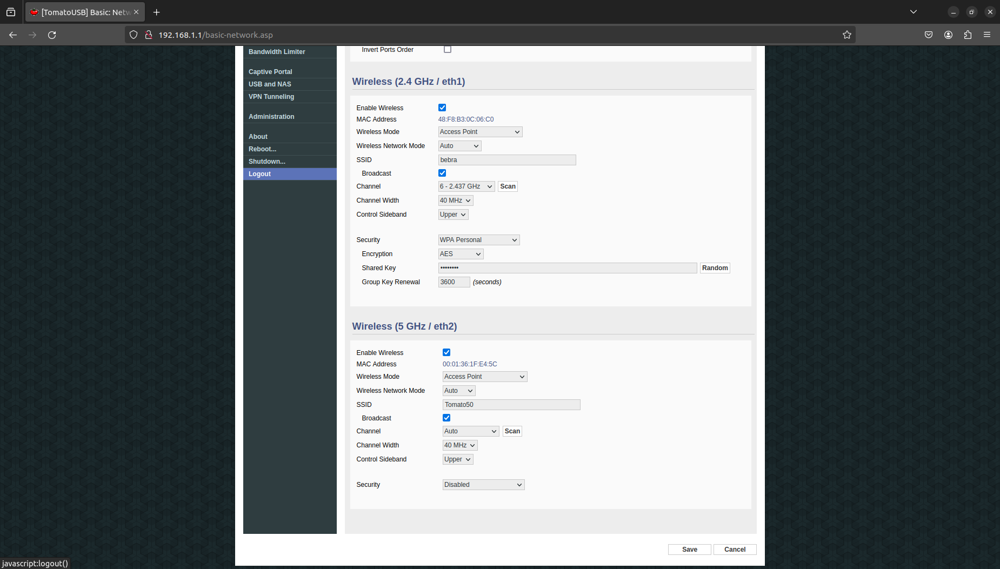 [TomatoUSB] Basic: Netw
192.168.1.1/basic-network.asp
Bandwidth Limiter
Captive Portal
USB and NAS
VPN Tunneling
Administration
About
Reboot...
Shutdown...
Logout
Invert Ports Order
Wireless (2.4 GHz / eth1)
Enable Wireless
MAC Address 48:F8:B3:0C:06:C0
Wireless Mode Access Point
Wireless Network Mode Auto
SSID bebra
Broadcast
Channel 6 - 2.437 GHz Scan
Channel Width 40 MHz
Control Sideband Upper
Security WPA Personal
Encryption AES
Shared Key •••••••• Random
Group Key Renewal 3600 (seconds)
Wireless (5 GHz / eth2)
Enable Wireless
MAC Address 00:01:36:1F:E4:5C
Wireless Mode Access Point
Wireless Network Mode Auto
SSID Tomato50
Broadcast
Channel Auto Scan
Channel Width 40 MHz
Control Sideband Upper
Security Disabled
Save Cancel
javascript:logout()